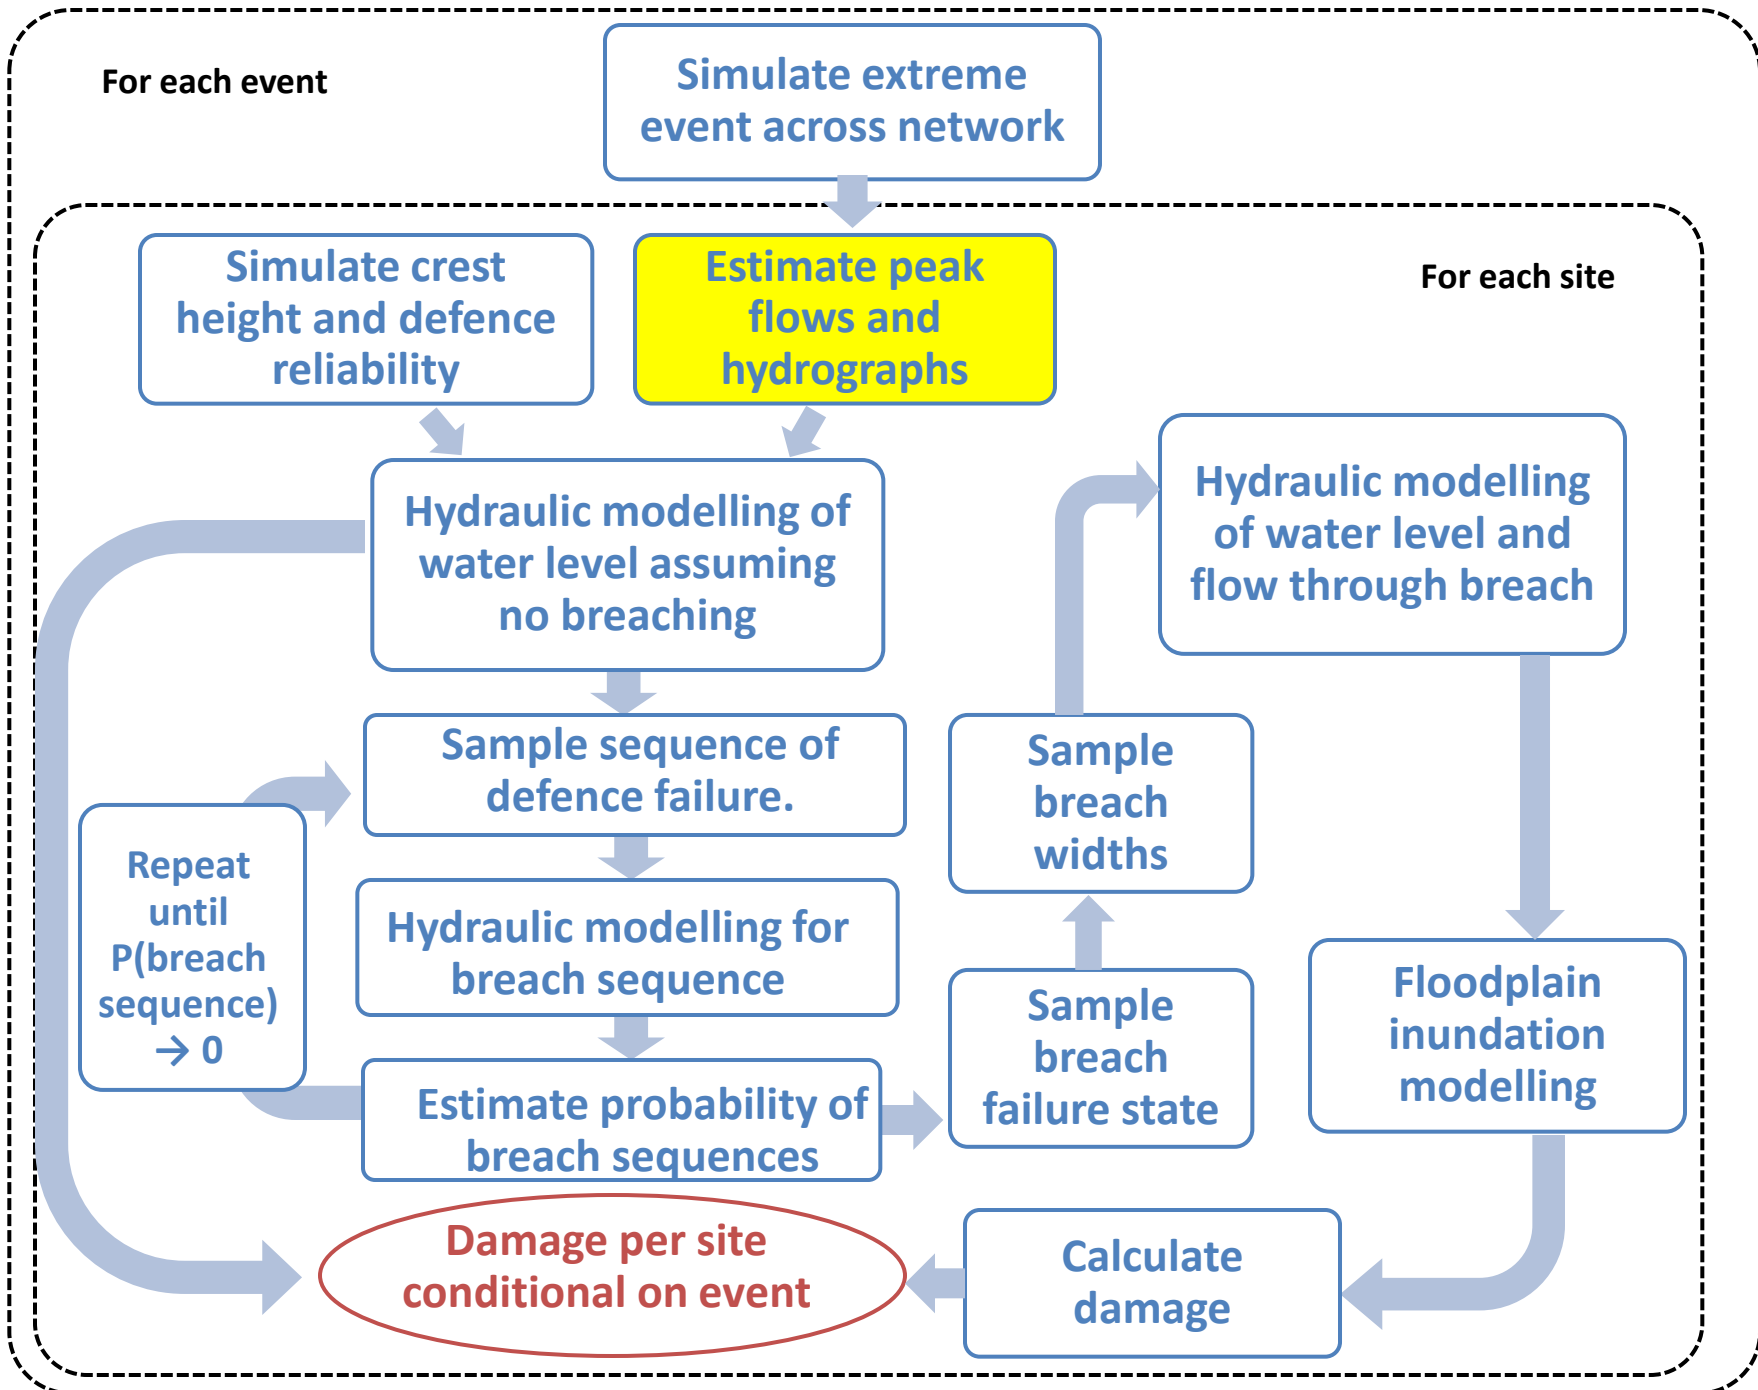 For each event
Simulate extreme
event across network
For each site
Simulate crest
height and defence
reliability
Estimate peak
flows and
hydrographs
Hydraulic modelling of
water level assuming
no breaching
Hydraulic modelling
of water level and
flow through breach
Sample sequence of
defence failure.
Sample
breach
widths
Repeat
until
P(breach
sequence)
→ 0
Hydraulic modelling for
breach sequence
Sample
breach
failure state
Floodplain
inundation
modelling
Estimate probability of
breach sequences
Damage per site
conditional on event
Calculate
damage